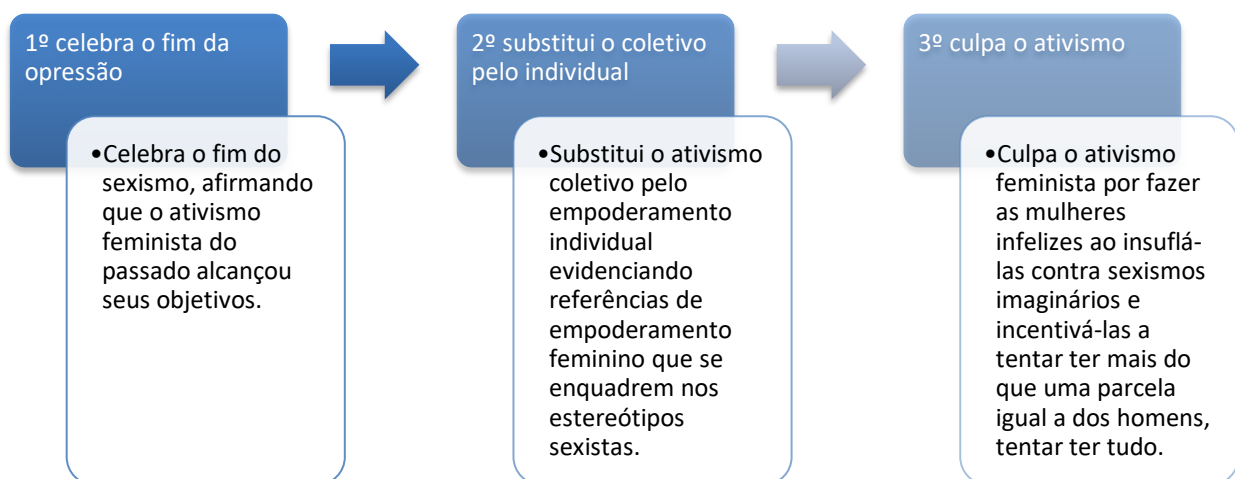 1º celebra o fim da
opressão
•Celebra o fim do
sexismo, afirmando
que o ativismo
feminista do
passado alcançou
seus objetivos.
2º substitui o coletivo
pelo individual
•Substitui o ativismo
coletivo pelo
empoderamento
individual
evidenciando
referências de
empoderamento
feminino que se
enquadrem nos
estereótipos
sexistas.
3º culpa o ativismo
•Culpa o ativismo
feminista por fazer
as mulheres
infelizes ao insuflá-
las contra sexismos
imaginários e
incentivá-las a
tentar ter mais do
que uma parcela
igual a dos homens,
tentar ter tudo.